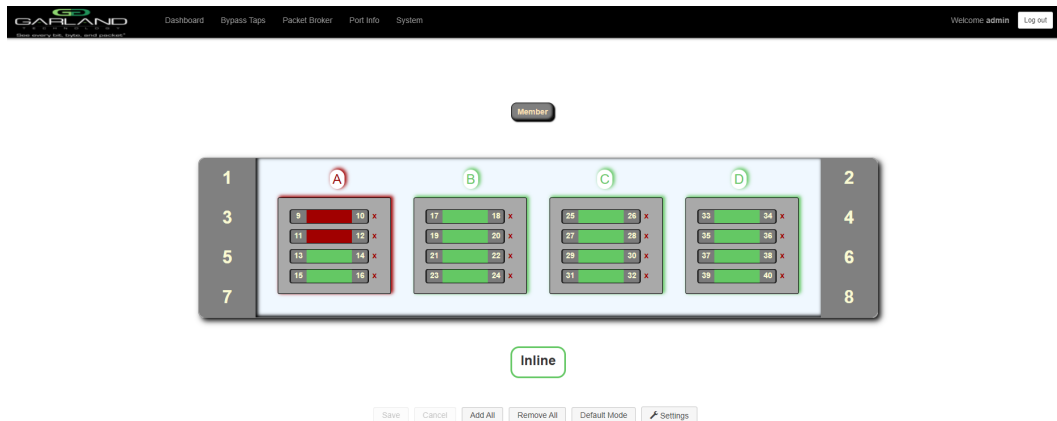 GARLAND
TECHNOLOGY
"See every bit, byte, and packet"
Dashboard Bypass Taps Packet Broker Port Info System Welcome admin Log out
Member
1 A B C D 2
3 9 10 x 17 18 x 25 26 x 33 34 x 4
11 12 x 19 20 x 27 28 x 35 36 x
5 13 14 x 21 22 x 29 30 x 37 38 x 6
15 16 x 23 24 x 31 32 x 39 40 x
7 8
Inline
Save Cancel Add All Remove All Default Mode Settings